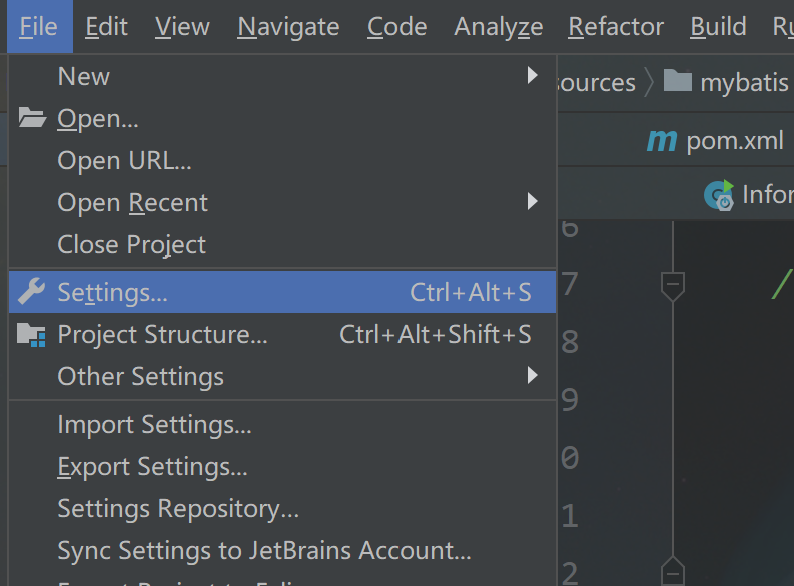 File Edit View Navigate Code Analyze Refactor Build
New
sources mybatis
Open...
pom.xml
Open URL...
Open Recent
Close Project
6
Settings... Ctrl+Alt+S
7 /
Project Structure... Ctrl+Alt+Shift+S
8
Other Settings
9
Import Settings...
Export Settings...
0
Settings Repository...
1
Sync Settings to JetBrains Account...
2